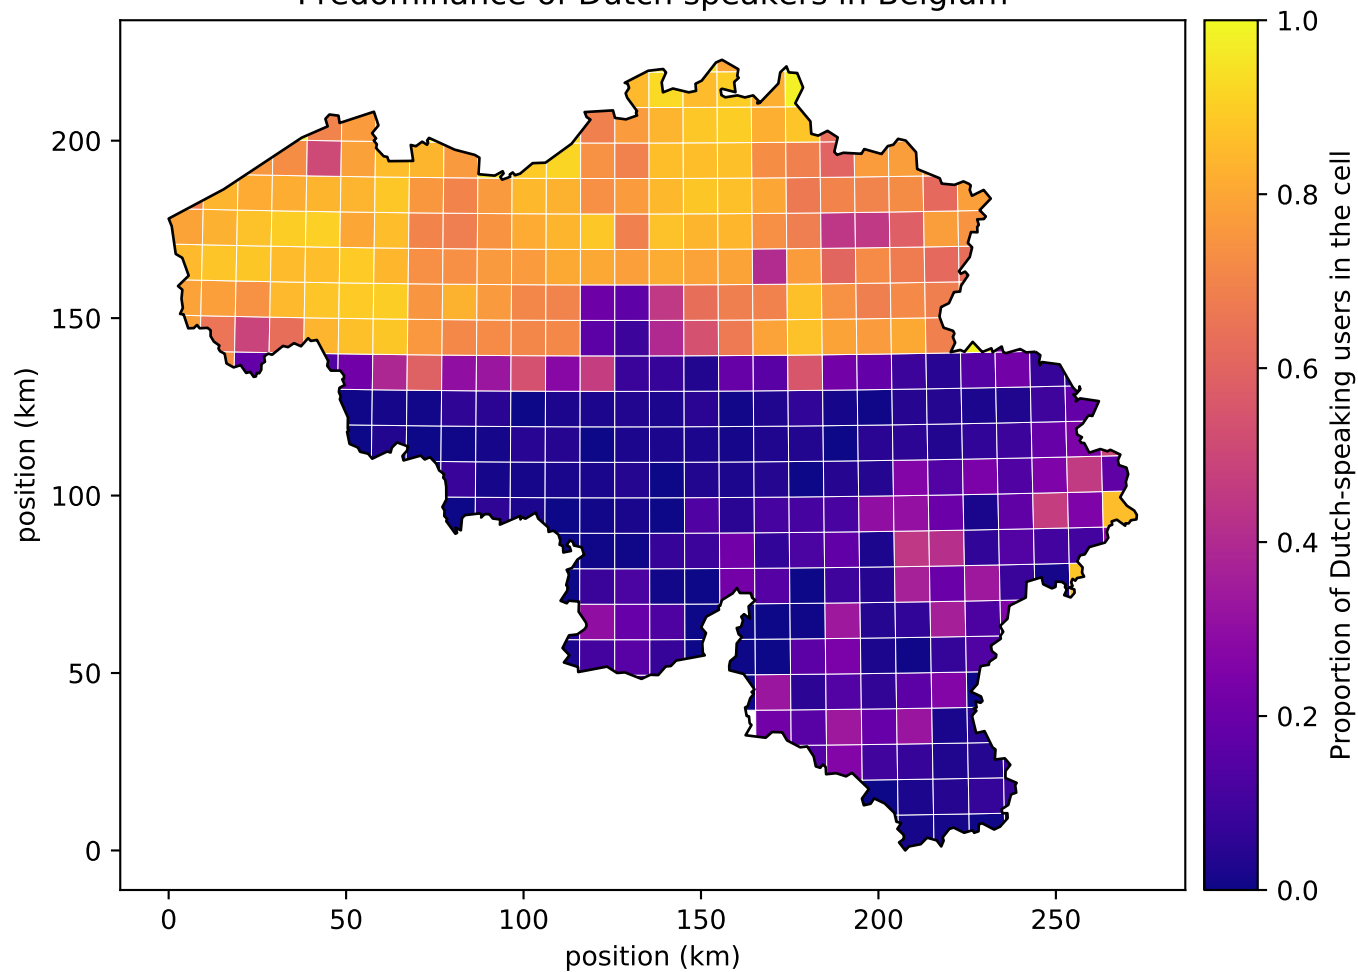 Predominance of Dutch speakers in Belgium
200
150
100
50
0
position (km)
0 50 100 150 200 250
position (km)
1.0
0.8
0.6
0.4
0.2
0.0
Proportion of Dutch-speaking users in the cell